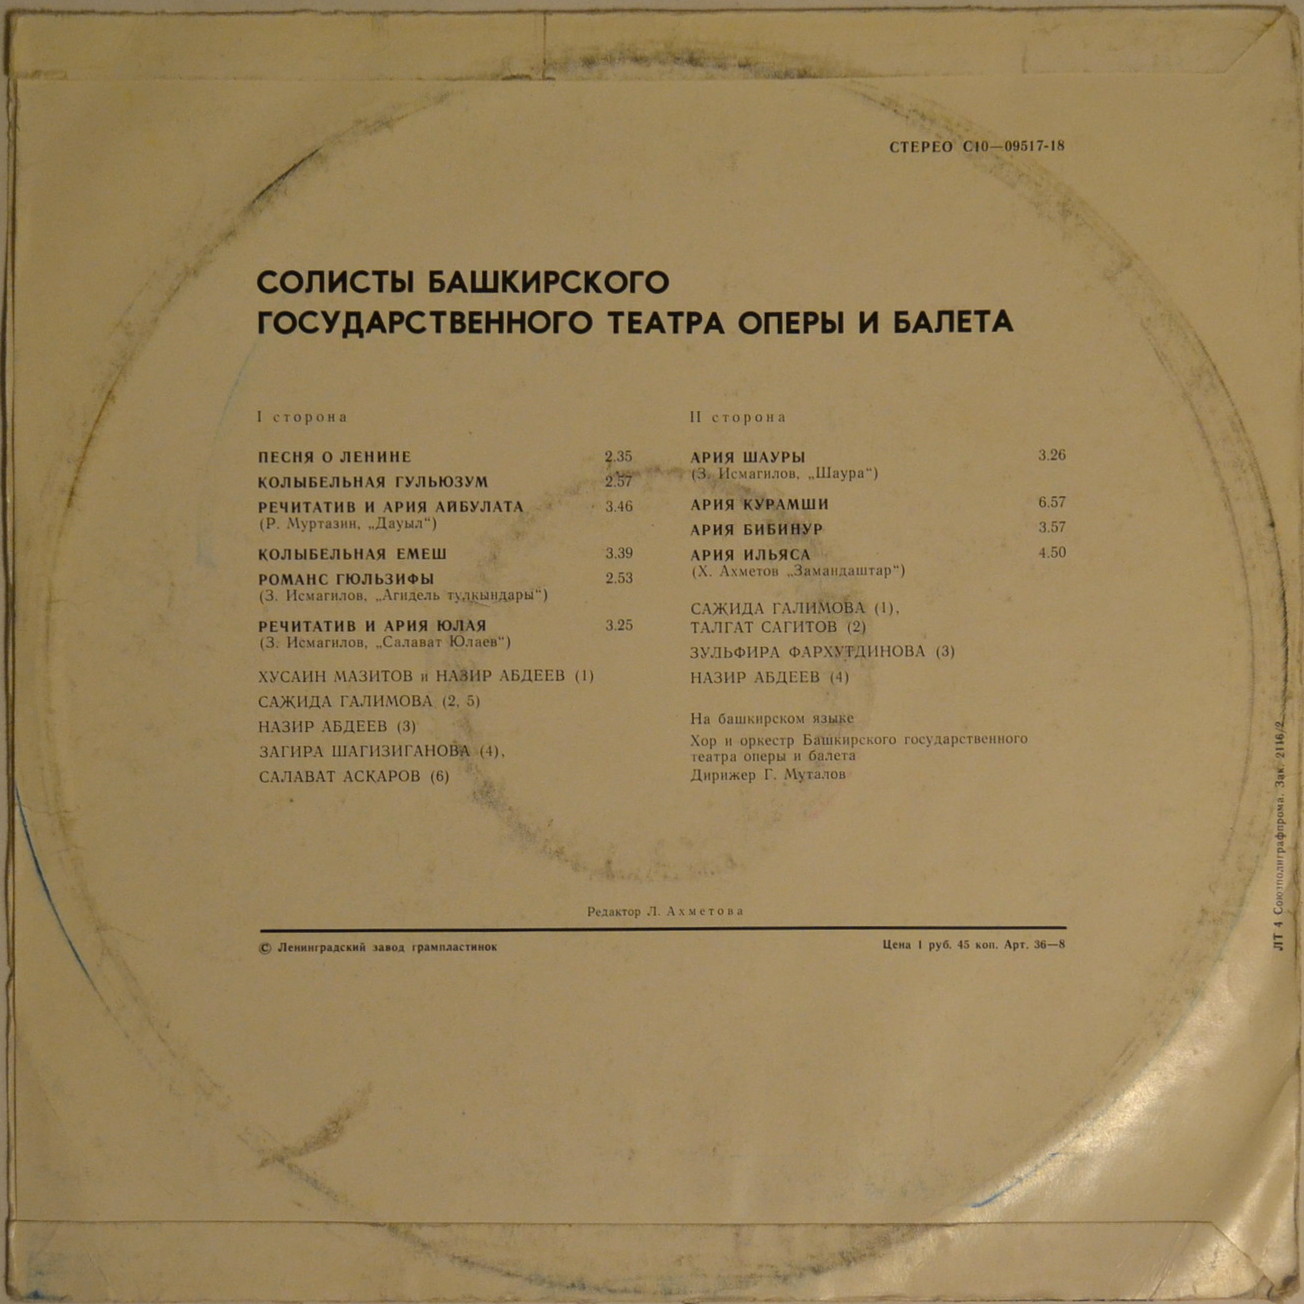 СТЕРЕО С10—09517-18
СОЛИСТЫ БАШКИРСКОГО
ГОСУДАРСТВЕННОГО ТЕАТРА ОПЕРЫ И БАЛЕТА
I сторона
ПЕСНЯ О ЛЕНИНЕ 2.35
КОЛЫБЕЛЬНАЯ ГУЛЬЮЗУМ 2.57
РЕЧИТАТИВ И АРИЯ АЙБУЛАТА 3.46
(Р. Муртазин, „Дауыл“)
КОЛЫБЕЛЬНАЯ ЕМЕШ 3.39
РОМАНС ГЮЛЬЗИФЫ 2.53
(З. Исмагилов, „Агидель тулкындары“)
РЕЧИТАТИВ И АРИЯ ЮЛАЯ 3.25
(З. Исмагилов, „Салават Юлаев“)
ХУСАИН МАЗИТОВ и НАЗИР АБДЕЕВ (1)
САЖИДА ГАЛИМОВА (2, 5)
НАЗИР АБДЕЕВ (3)
ЗАГИРА ШАГИЗИГАНОВА (4),
САЛАВАТ АСКАРОВ (6)
II сторона
АРИЯ ШАУРЫ 3.26
(З. Исмагилов, „Шаура“)
АРИЯ КУРАМШИ 6.57
АРИЯ БИБИНУР 3.57
АРИЯ ИЛЬЯСА 4.50
(Х. Ахметов „Замандаштар“)
САЖИДА ГАЛИМОВА (1),
ТАЛГАТ САГИТОВ (2)
ЗУЛЬФИРА ФАРХУТДИНОВА (3)
НАЗИР АБДЕЕВ (4)
На башкирском языке
Хор и оркестр Башкирского государственного
театра оперы и балета
Дирижер Г. Муталов
Редактор Л. Ахметова
© Ленинградский завод грампластинок
Цена 1 руб. 45 коп. Арт. 36—8
ЛТ 4 Союзполиграфпрома. Зак. 2116/2